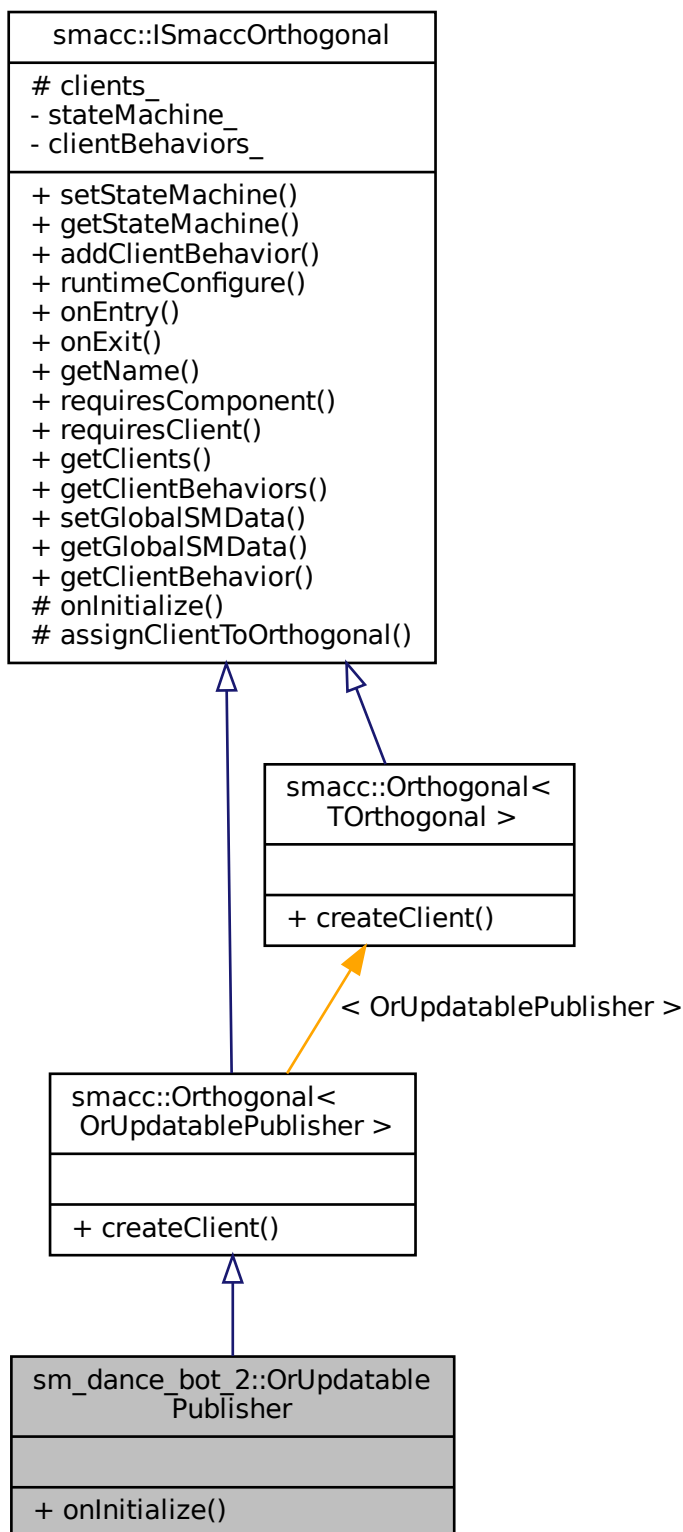 smacc::ISmaccOrthogonal
# clients_
- stateMachine_
- clientBehaviors_
+ setStateMachine()
+ getStateMachine()
+ addClientBehavior()
+ runtimeConfigure()
+ onEntry()
+ onExit()
+ getName()
+ requiresComponent()
+ requiresClient()
+ getClients()
+ getClientBehaviors()
+ setGlobalSMData()
+ getGlobalSMData()
+ getClientBehavior()
# onInitialize()
# assignClientToOrthogonal()
smacc::Orthogonal<
TOrthogonal >
+ createClient()
< OrUpdatablePublisher >
smacc::Orthogonal<
OrUpdatablePublisher >
+ createClient()
sm_dance_bot_2::OrUpdatable
Publisher
+ onInitialize()